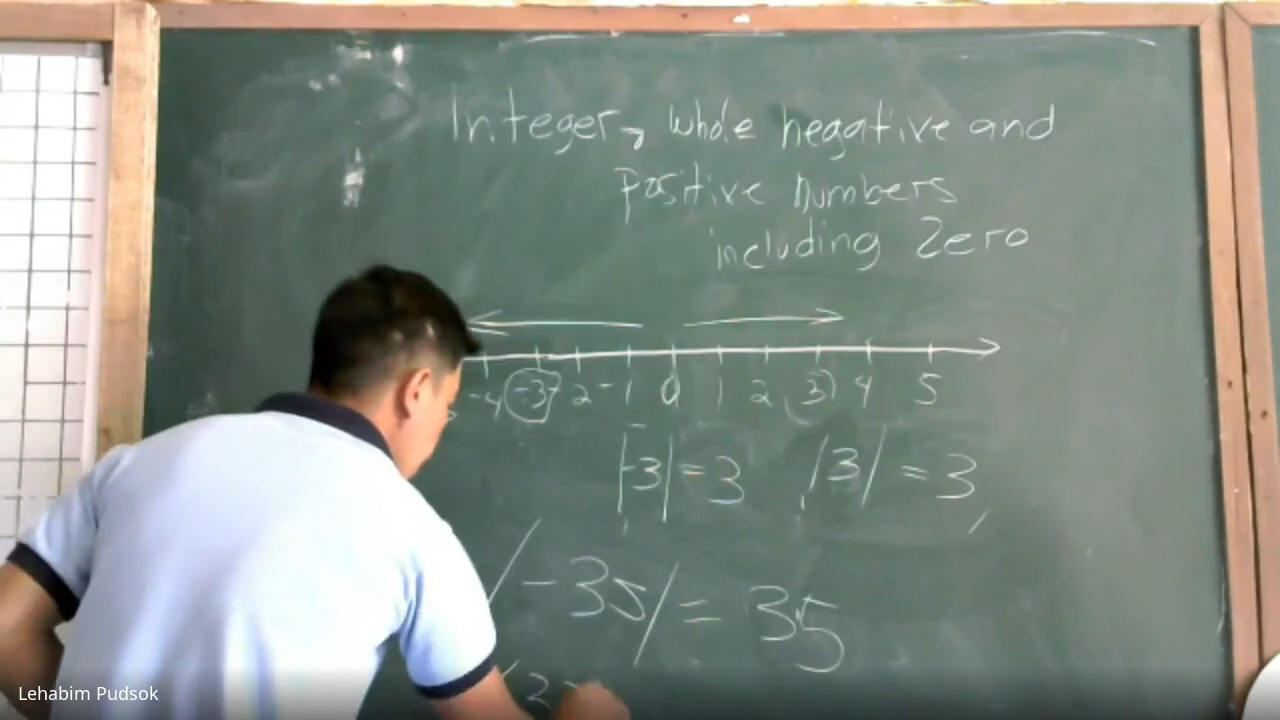 Integer, whole negative and
positive numbers
including Zero
-4 -3 -2 -1 0 1 2 3 4 5
|-3| = 3 |3| = 3
|-35| = 35
Lehabim Pudsok